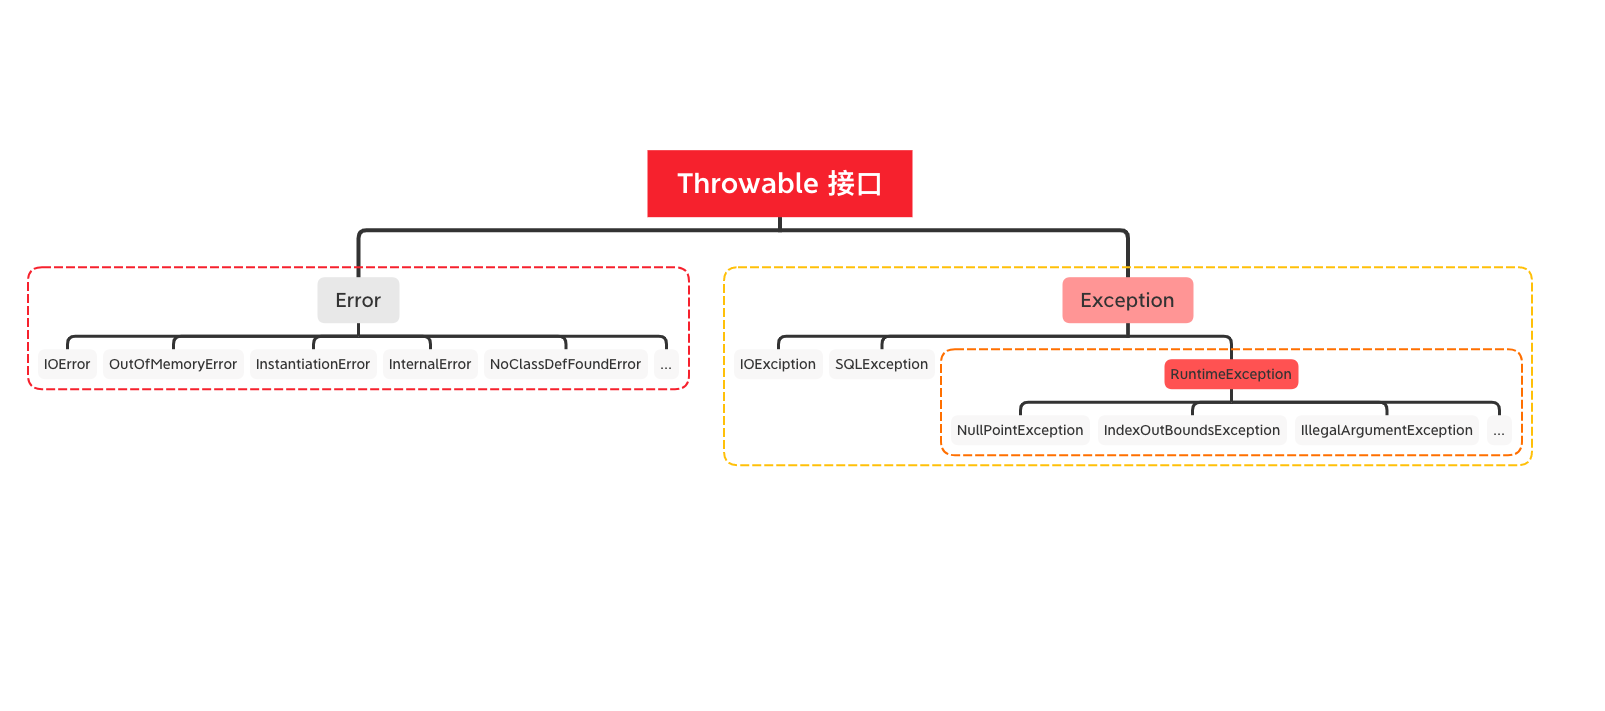 Throwable 接口
Error
Exception
IOError
OutOfMemoryError
InstantiationError
InternalError
NoClassDefFoundError
...
IOExciption
SQLException
RuntimeException
NullPointException
IndexOutBoundsException
IllegalArgumentException
...